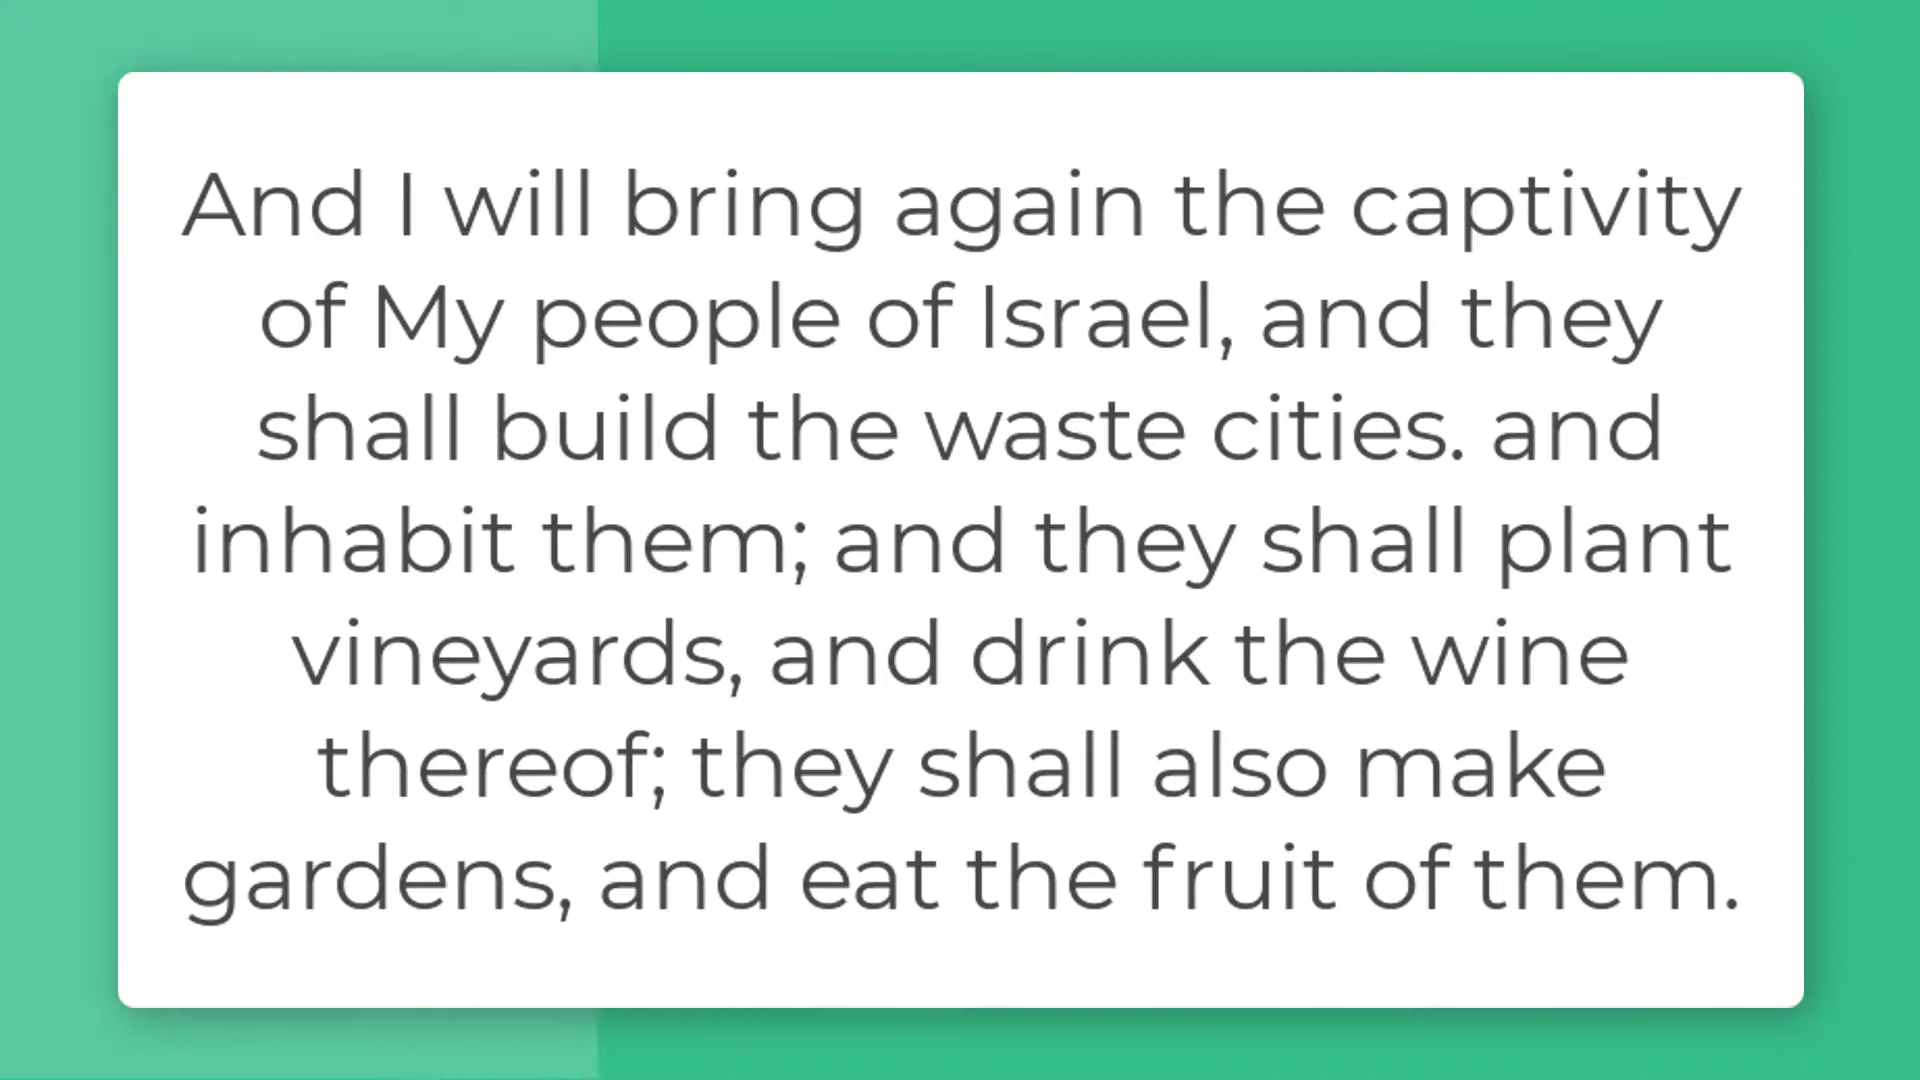 And I will bring again the captivity
of My people of Israel, and they
shall build the waste cities. and
inhabit them; and they shall plant
vineyards, and drink the wine
thereof; they shall also make
gardens, and eat the fruit of them.